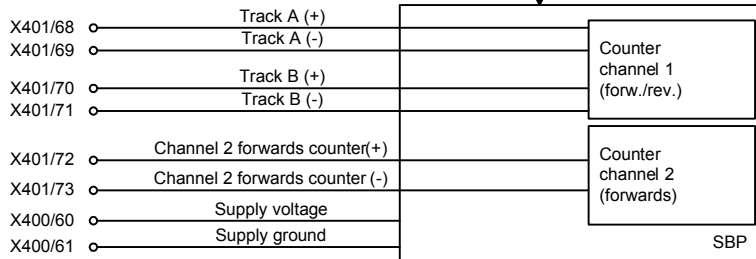 X401/68 Track A (+)
X401/69 Track A (-)
X401/70 Track B (+)
X401/71 Track B (-)
Counter
channel 1
(forw./rev.)
X401/72 Channel 2 forwards counter(+)
X401/73 Channel 2 forwards counter (-)
Counter
channel 2
(forwards)
X400/60 Supply voltage
X400/61 Supply ground
SBP